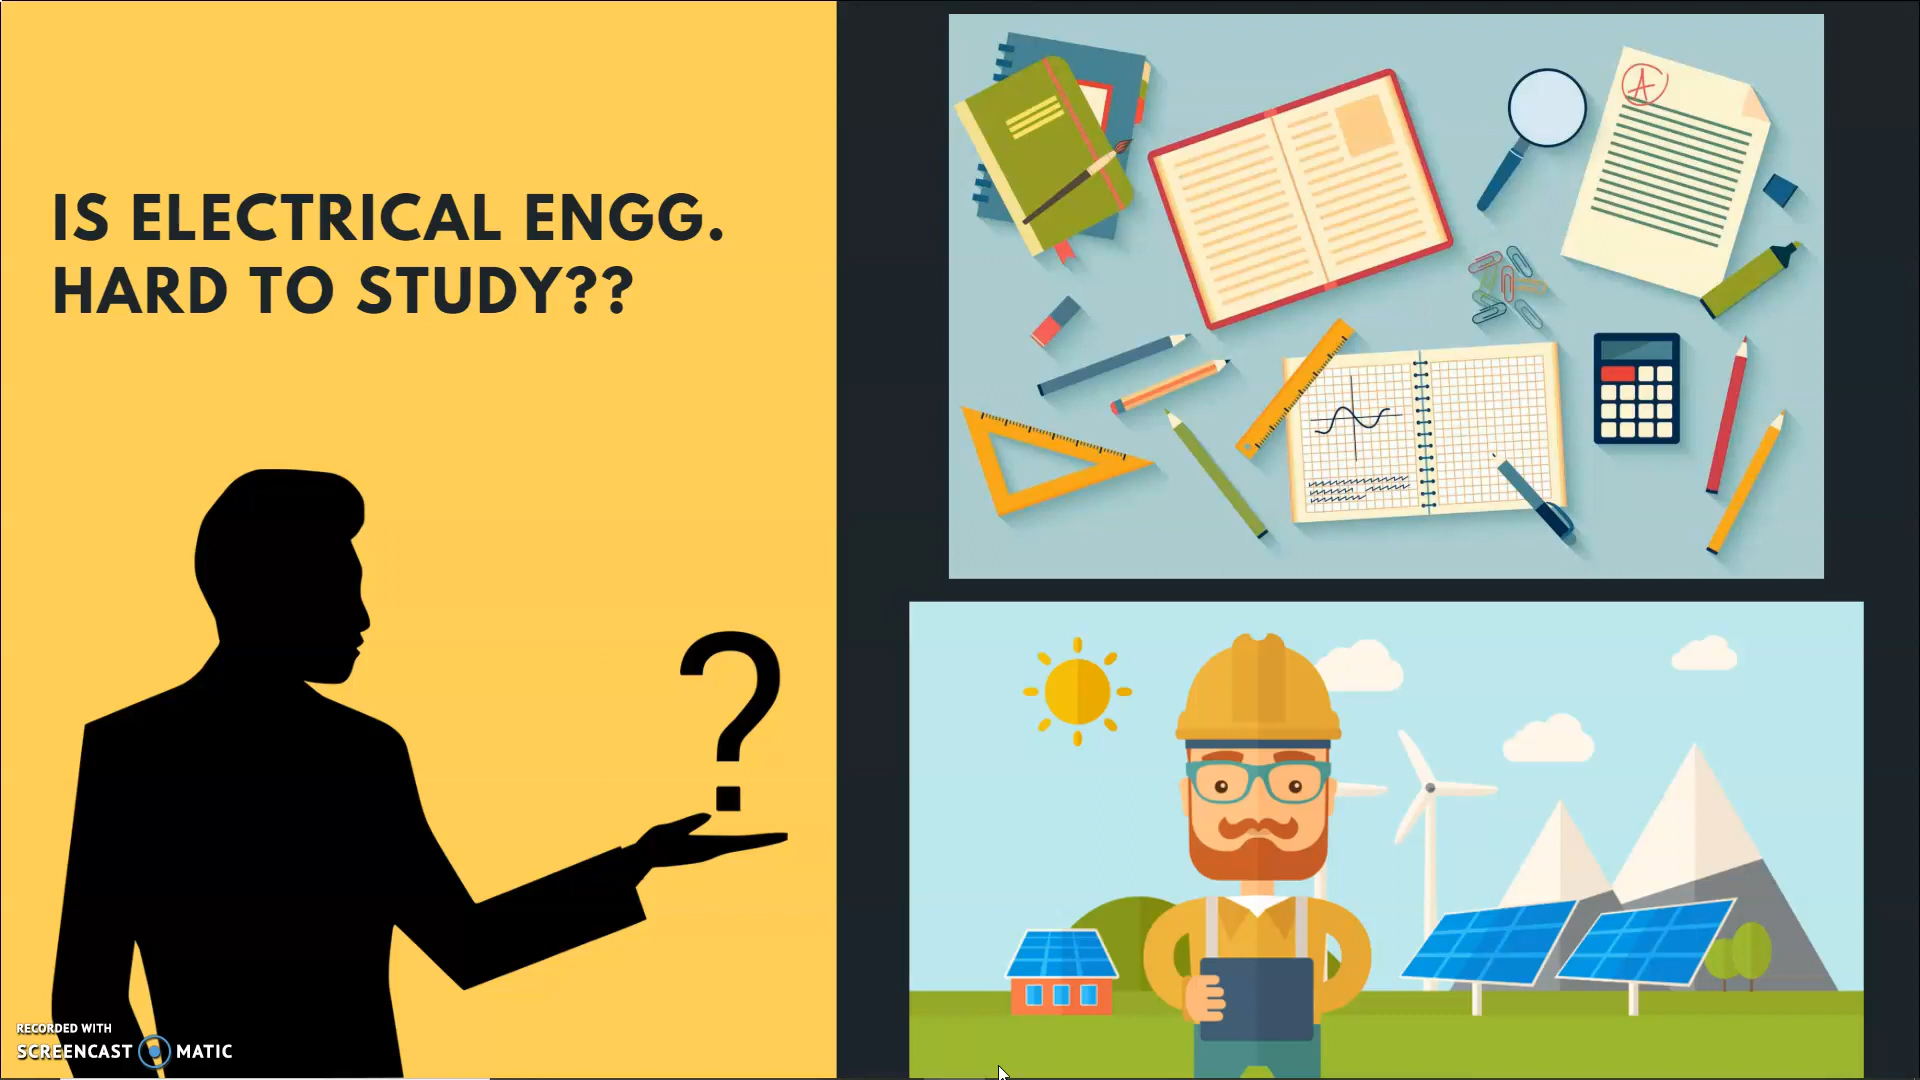 IS ELECTRICAL ENGG.
HARD TO STUDY??
?
A
RECORDED WITH
SCREENCAST MATIC